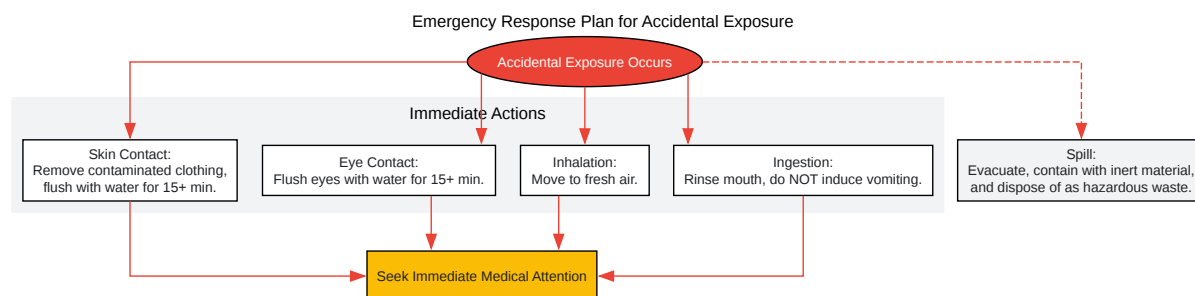 Emergency Response Plan for Accidental Exposure
Accidental Exposure Occurs
Immediate Actions
Skin Contact:
Remove contaminated clothing,
flush with water for 15+ min.
Eye Contact:
Flush eyes with water for 15+ min.
Inhalation:
Move to fresh air.
Ingestion:
Rinse mouth, do NOT induce vomiting.
Spill:
Evacuate, contain with inert material,
and dispose of as hazardous waste.
Seek Immediate Medical Attention